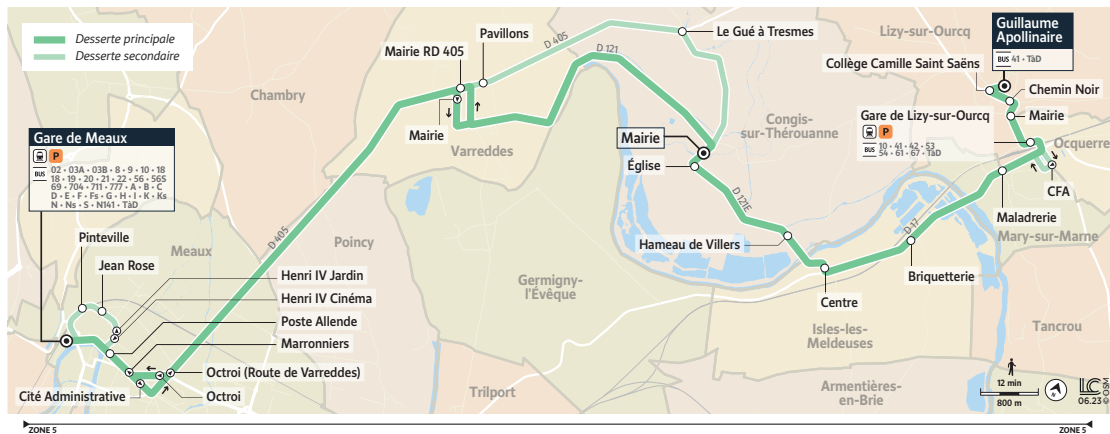 Desserte principale
Desserte secondaire
Gare de Meaux
P
BUS
02 • 03A • 03B • 8 • 9 • 10 • 18
18 • 19 • 20 • 21 • 22 • 56 • 56S
69 • 704 • 711 • 777 • A • B • C
D • E • F • Fs • G • H • I • K • Ks
N • Ns • S • N141 • TàD
Pinteville
Jean Rose
Meaux
Henri IV Jardin
Henri IV Cinéma
Poste Allende
Marronniers
Octroi (Route de Varreddes)
Cité Administrative
Octroi
D 405
Chambry
Poincy
Trilport
Mairie RD 405
Pavillons
D 405
D 121
Le Gué à Tresmes
Mairie
Varreddes
Germigny-
l'Évêque
Mairie
Église
Congis-
sur-Thérouanne
D 121E
Hameau de Villers
Centre
Isles-les-
Meldeuses
Armentières-
en-Brie
D 17
Briquetterie
Maladrerie
Mary-sur-Marne
Tancrou
CFA
Ocquerre
Gare de Lizy-sur-Ourcq
P
BUS
10 • 41 • 42 • 53
54 • 61 • 67 • TàD
Mairie
Chemin Noir
Collège Camille Saint Saëns
Lizy-sur-Ourcq
Guillaume
Apollinaire
BUS 41 • TàD
12 min
800 m
LC
06.23
© OSM
ZONE 5
ZONE 5